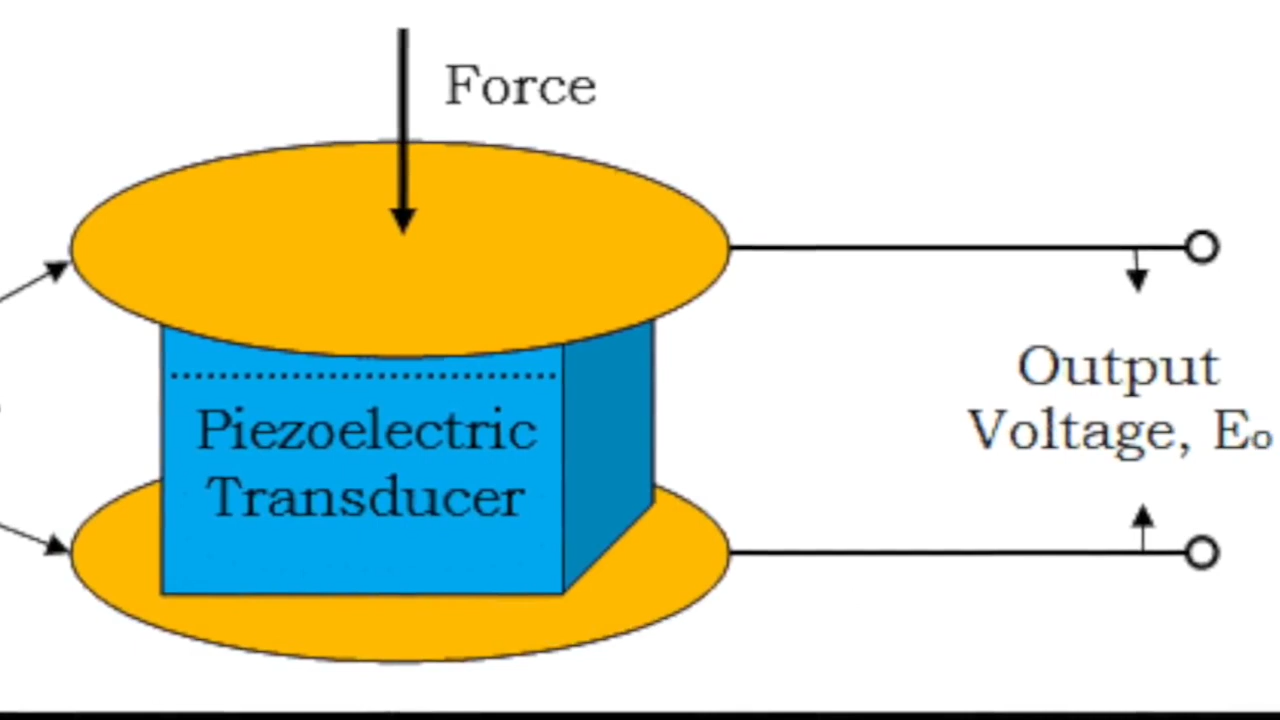 Force
Output
Voltage, Eo
Piezoelectric
Transducer